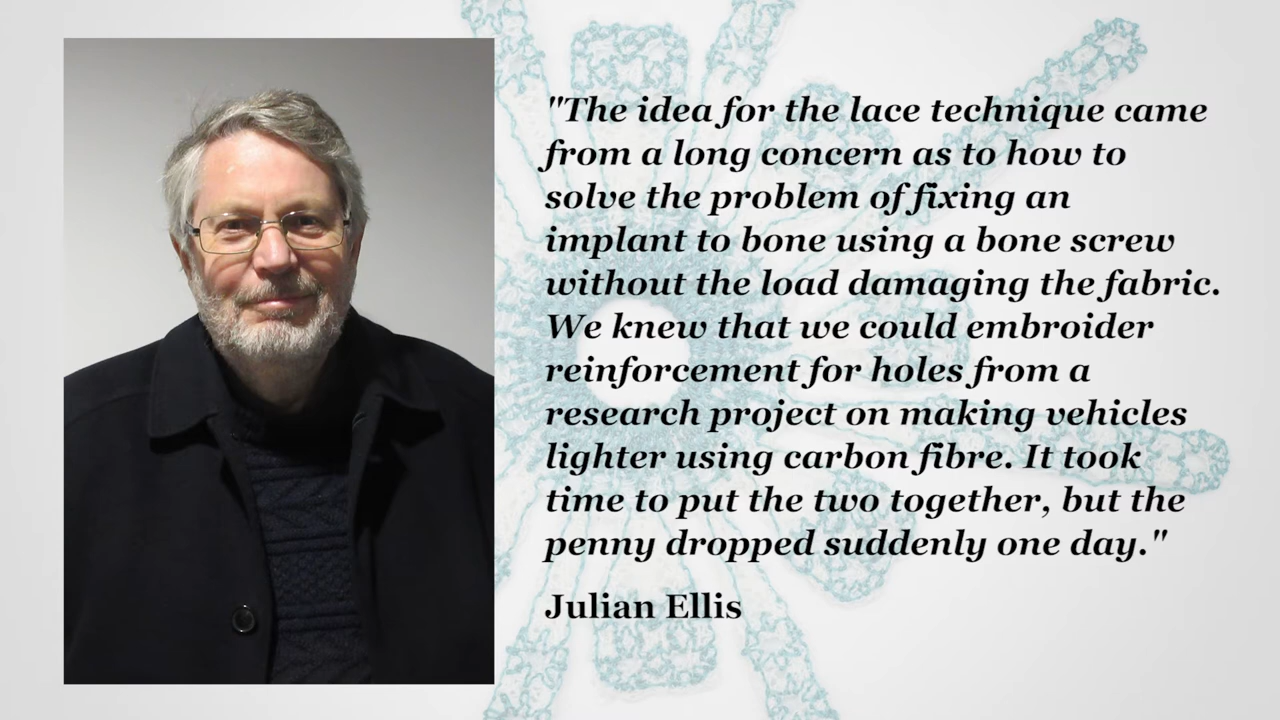 "The idea for the lace technique came
from a long concern as to how to
solve the problem of fixing an
implant to bone using a bone screw
without the load damaging the fabric.
We knew that we could embroider
reinforcement for holes from a
research project on making vehicles
lighter using carbon fibre. It took
time to put the two together, but the
penny dropped suddenly one day."
Julian Ellis